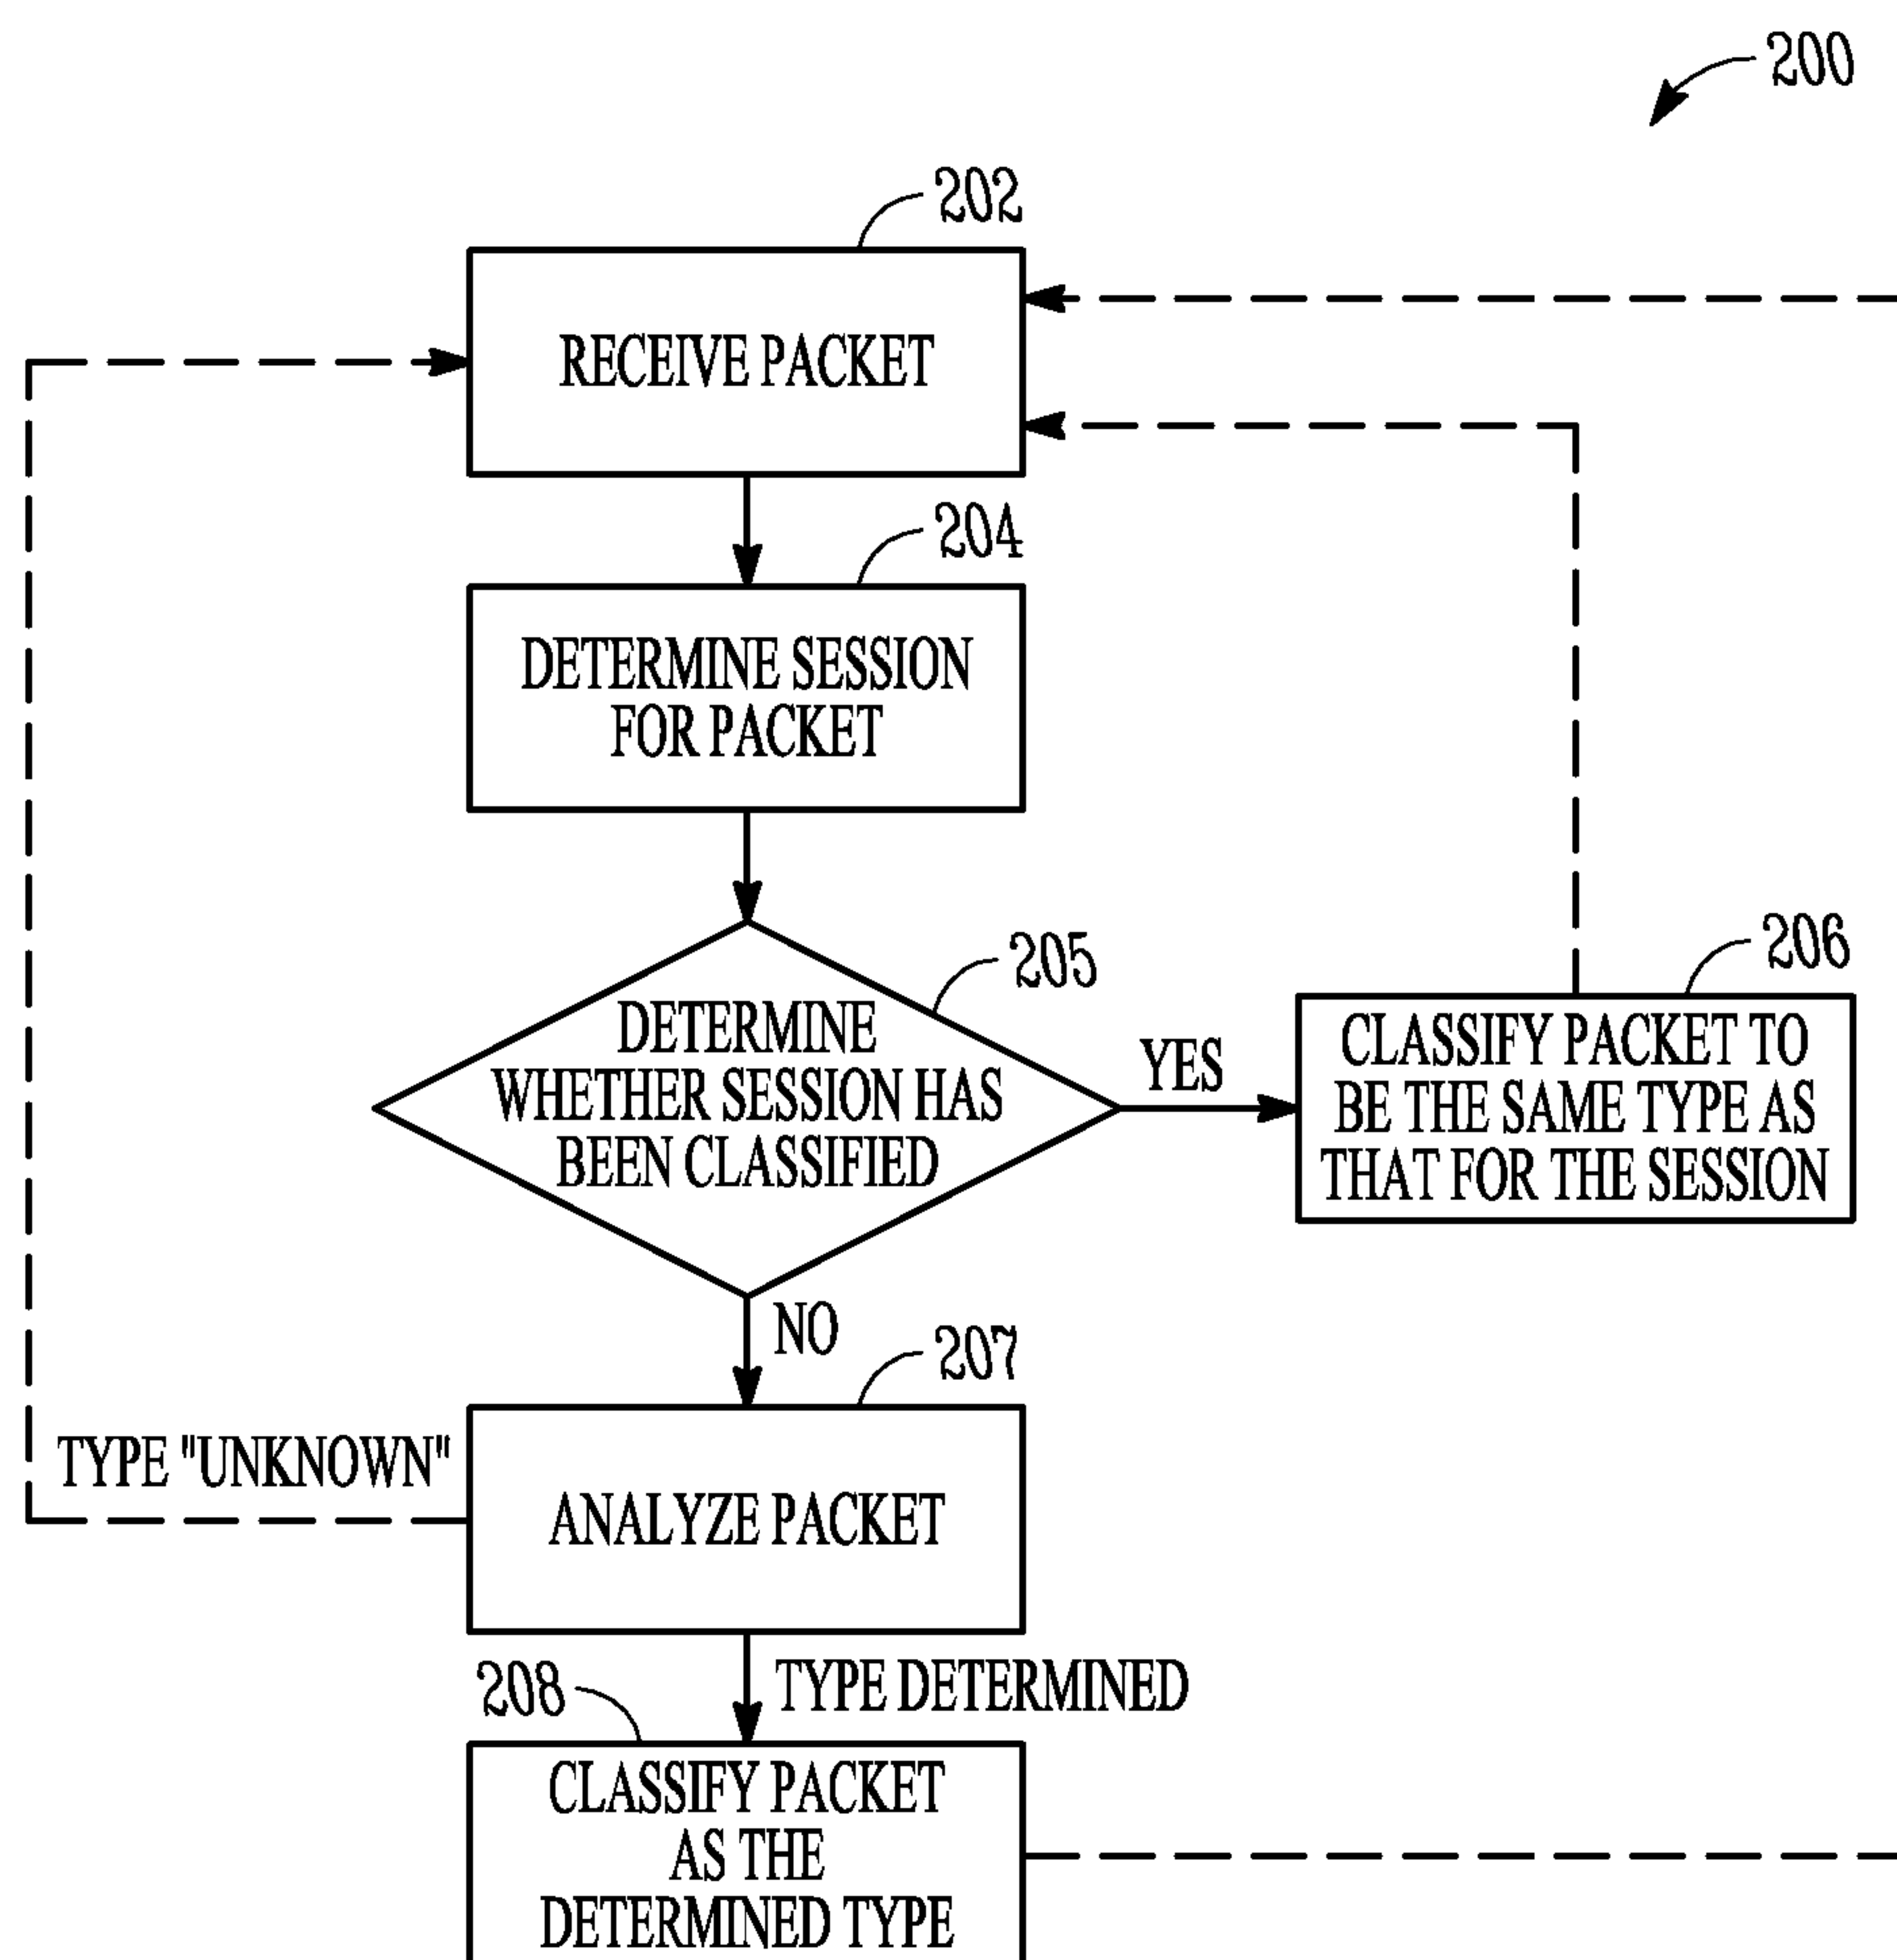 200
202
RECEIVE PACKET
204
DETERMINE SESSION
FOR PACKET
205
DETERMINE
WHETHER SESSION HAS
BEEN CLASSIFIED
YES
206
CLASSIFY PACKET TO
BE THE SAME TYPE AS
THAT FOR THE SESSION
NO
207
TYPE "UNKNOWN"
ANALYZE PACKET
208
TYPE DETERMINED
CLASSIFY PACKET
AS THE
DETERMINED TYPE